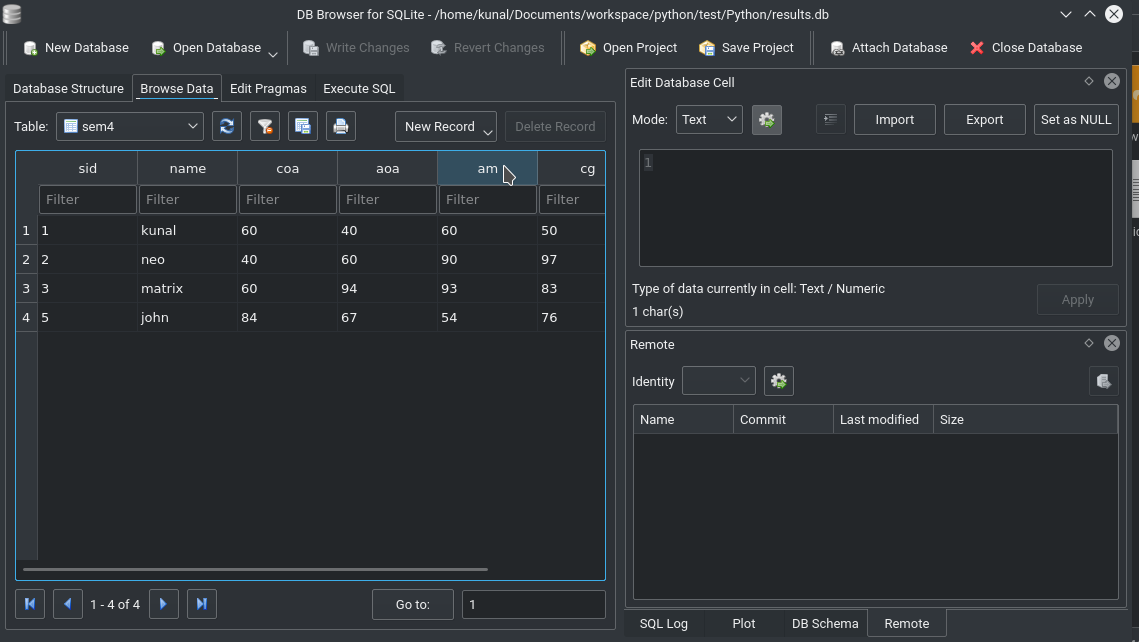 DB Browser for SQLite - /home/kunal/Documents/workspace/python/test/Python/results.db
New Database Open Database Write Changes Revert Changes Open Project Save Project Attach Database Close Database
Database Structure Browse Data Edit Pragmas Execute SQL
Table: sem4 New Record Delete Record
sid name coa aoa am cg
Filter Filter Filter Filter Filter Filter
1 1 kunal 60 40 60 50
2 2 neo 40 60 90 97
3 3 matrix 60 94 93 83
4 5 john 84 67 54 76
1 - 4 of 4 Go to: 1
Edit Database Cell
Mode: Text Import Export Set as NULL
1
Type of data currently in cell: Text / Numeric
1 char(s)
Apply
Remote
Identity
Name Commit Last modified Size
SQL Log Plot DB Schema Remote